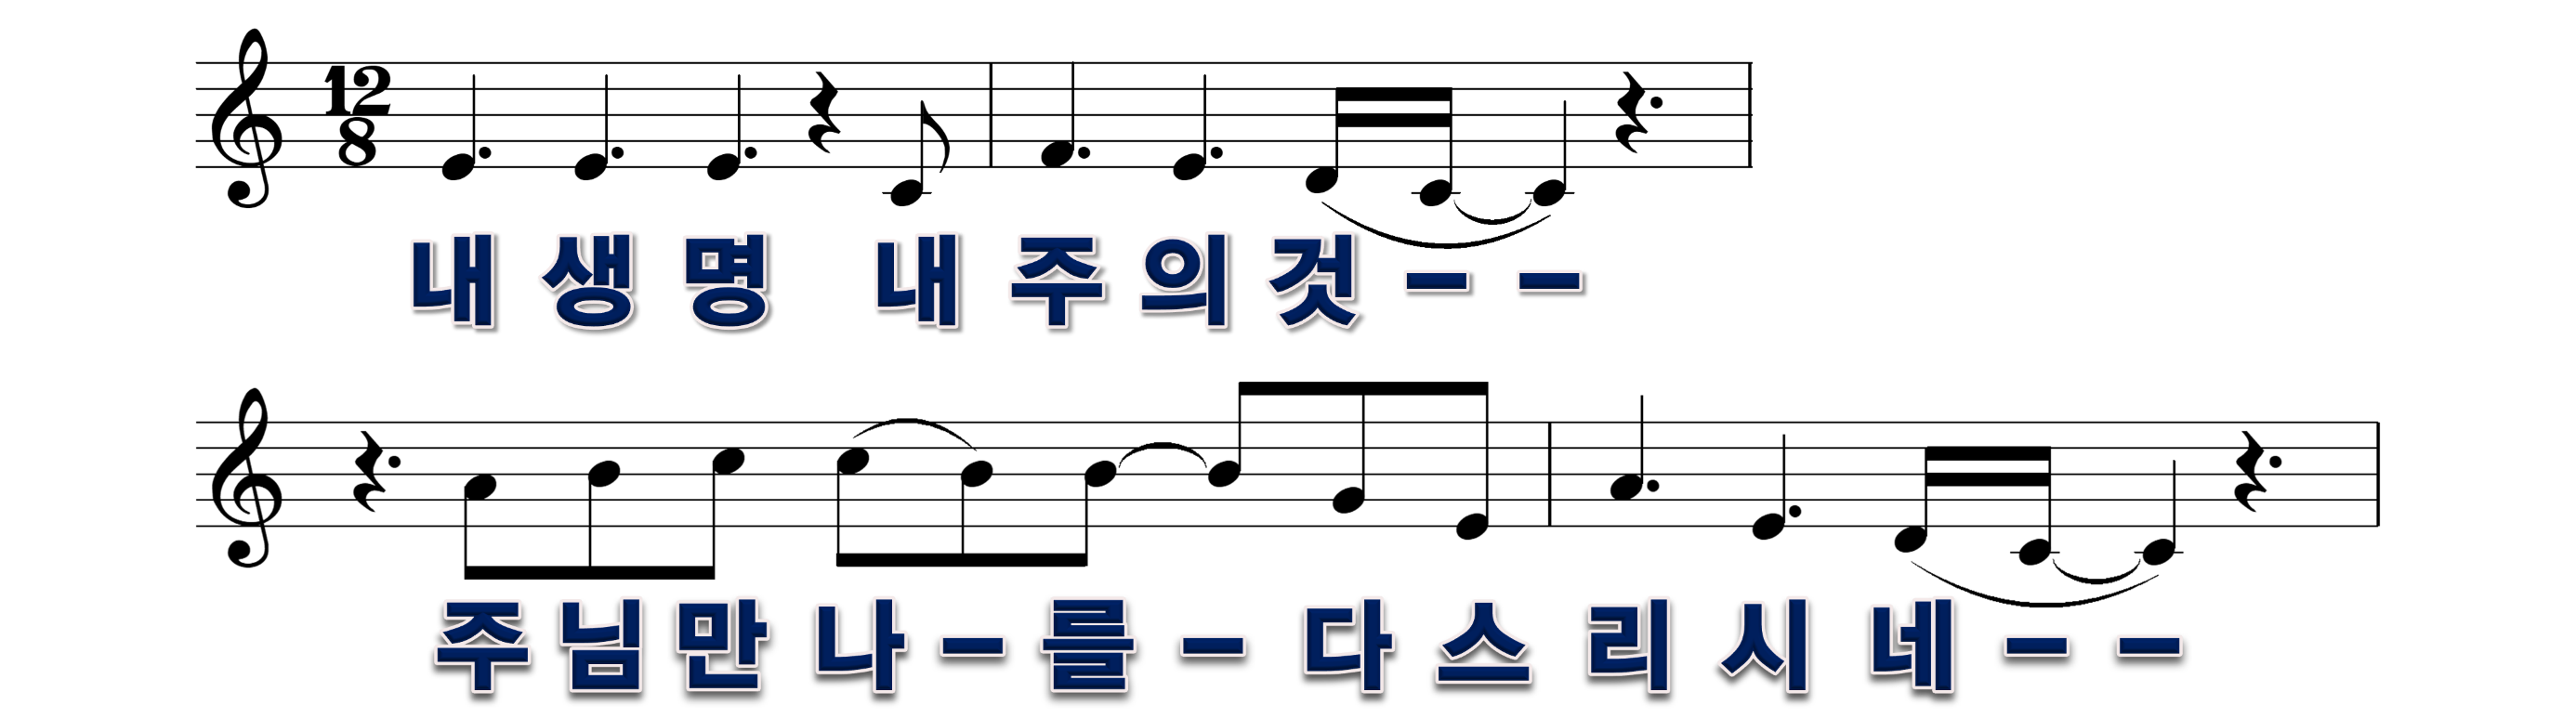 12
8
내 생 명 내 주 의 것 - -
주 님 만 나 - 를 - 다 스 리 시 네 - -